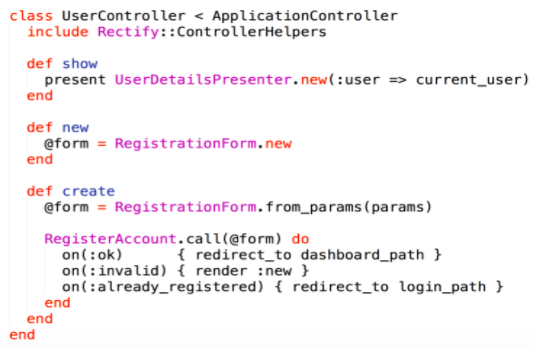 class UserController < ApplicationController
  include Rectify::ControllerHelpers

  def show
    present UserDetailsPresenter.new(:user => current_user)
  end

  def new
    @form = RegistrationForm.new
  end

  def create
    @form = RegistrationForm.from_params(params)

    RegisterAccount.call(@form) do
      on(:ok)      { redirect_to dashboard_path }
      on(:invalid) { render :new }
      on(:already_registered) { redirect_to login_path }
    end
  end
end